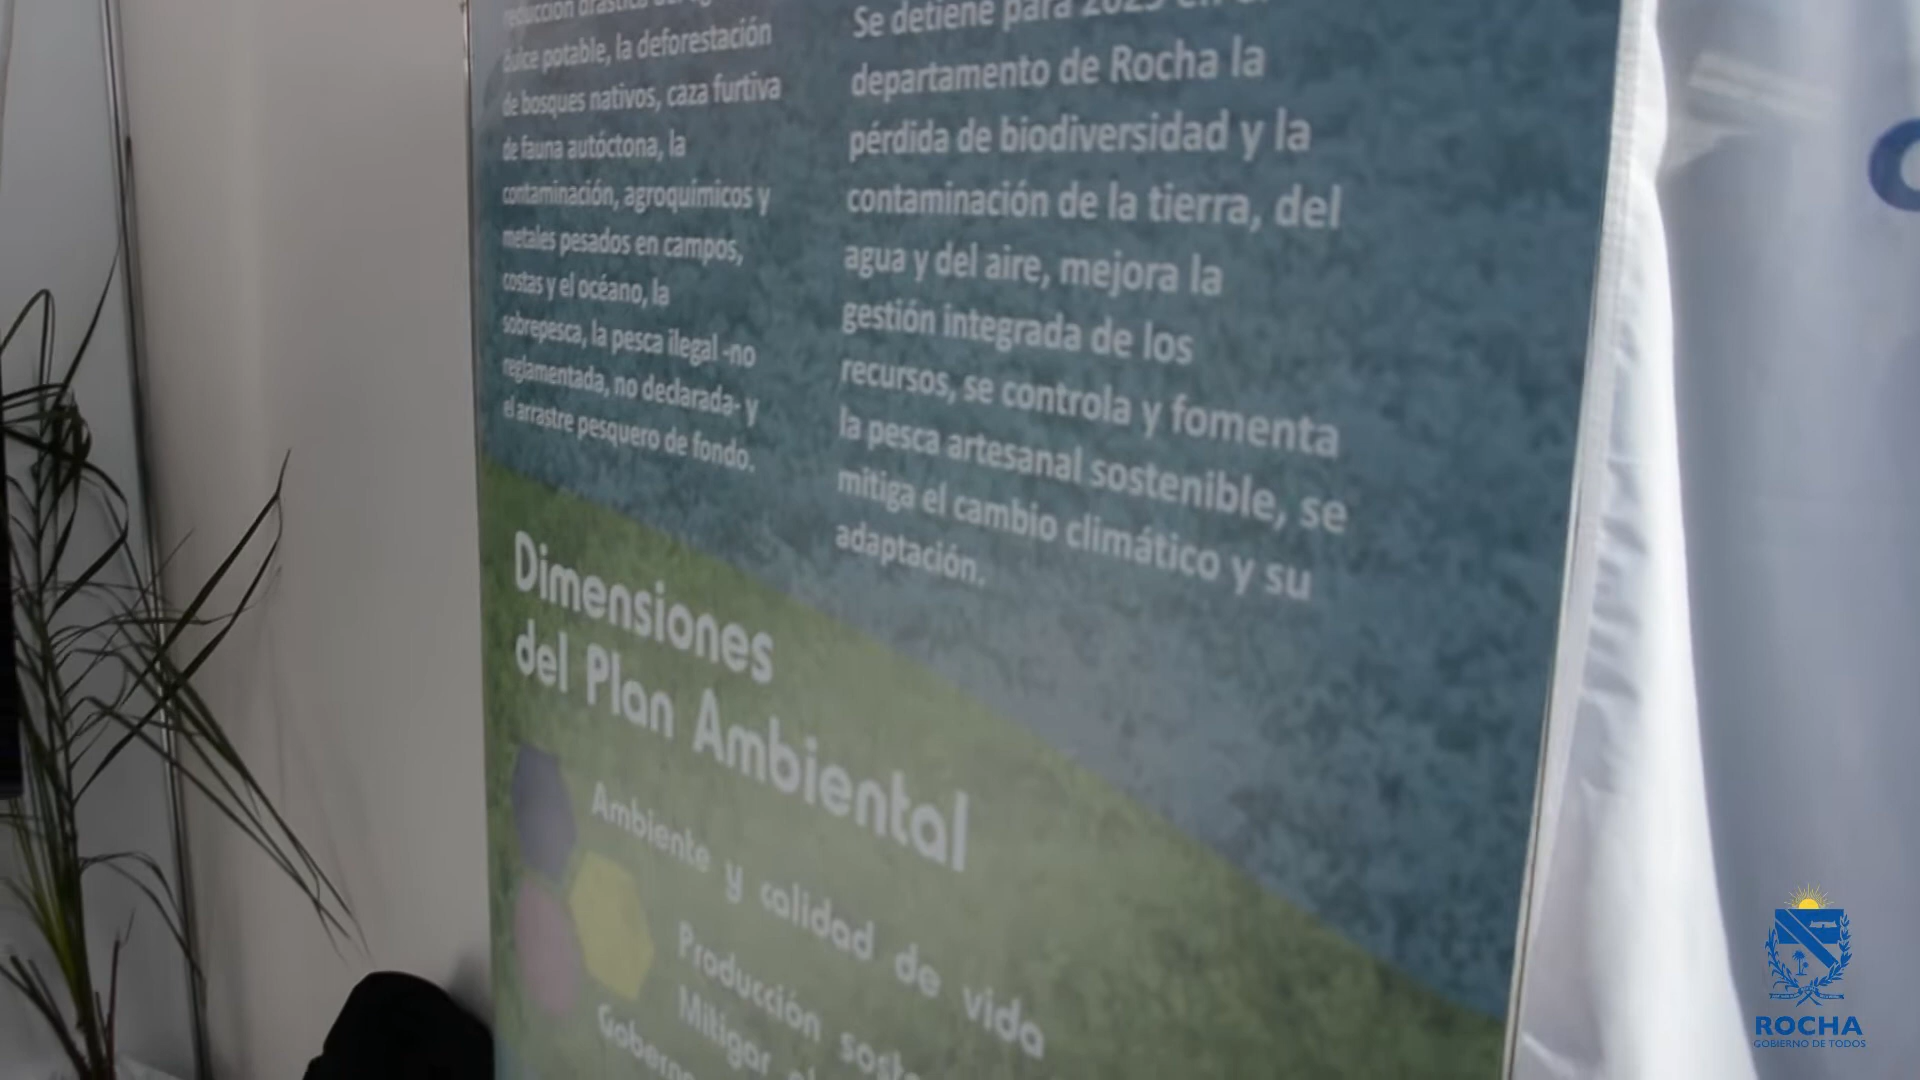 reducción drástica
dulce potable, la deforestación
de bosques nativos, caza furtiva
de fauna autóctona, la
contaminación, agroquímicos y
metales pesados en campos,
costas y el océano, la
sobrepesca, la pesca ilegal -no
reglamentada, no declarada- y
el arrastre pesquero de fondo.
Se detiene para
departamento de Rocha la
pérdida de biodiversidad y la
contaminación de la tierra, del
agua y del aire, mejora la
gestión integrada de los
recursos, se controla y fomenta
la pesca artesanal sostenible, se
mitiga el cambio climático y su
adaptación.
Dimensiones
del Plan Ambiental
Ambiente y calidad de vida
Producción
Mitigar
ROCHA
GOBIERNO DE TODOS